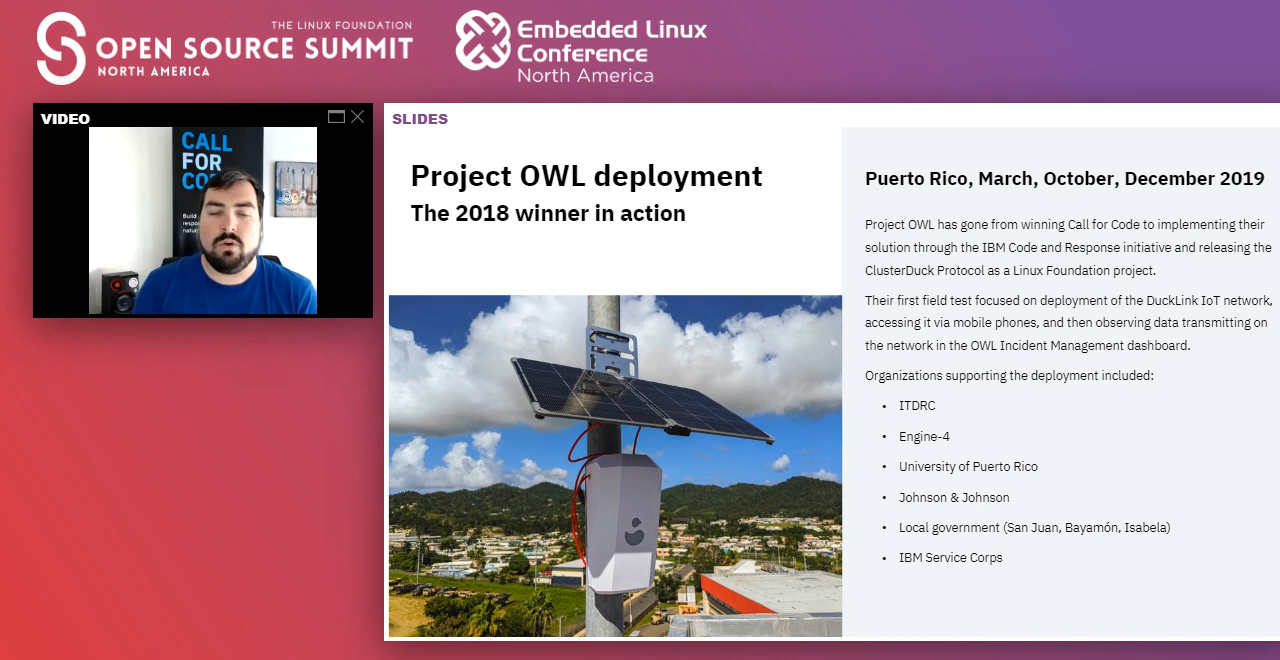 THE LINUX FOUNDATION
OPEN SOURCE SUMMIT
NORTH AMERICA
Embedded Linux
Conference
North America
VIDEO
CALL
FOR
CO
Build
respo
natur
SLIDES
Project OWL deployment
The 2018 winner in action
Puerto Rico, March, October, December 2019
Project OWL has gone from winning Call for Code to implementing their
solution through the IBM Code and Response initiative and releasing the
ClusterDuck Protocol as a Linux Foundation project.
Their first field test focused on deployment of the DuckLink IoT network,
accessing it via mobile phones, and then observing data transmitting on
the network in the OWL Incident Management dashboard.
Organizations supporting the deployment included:
• ITDRC
• Engine-4
• University of Puerto Rico
• Johnson & Johnson
• Local government (San Juan, Bayamón, Isabela)
• IBM Service Corps